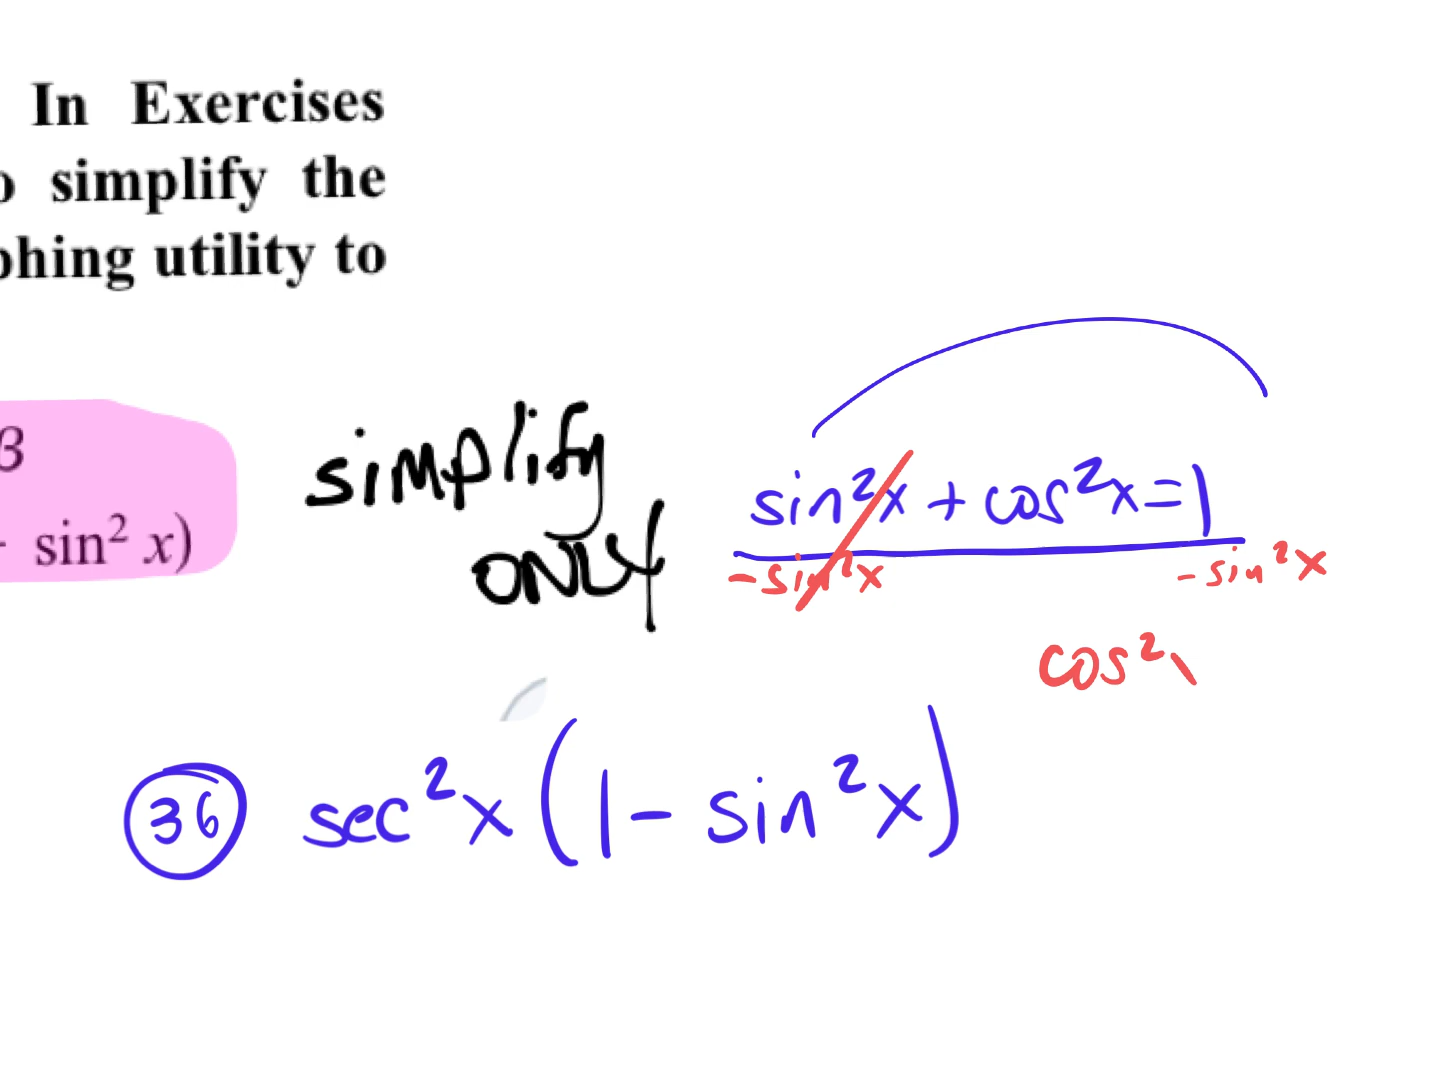 In Exercises
o simplify the
phing utility to
β
- sin² x)
simplify
ONLY
sin²x + cos²x = 1
-sin²x -sin²x
cos²
36 sec²x (1 - sin²x)